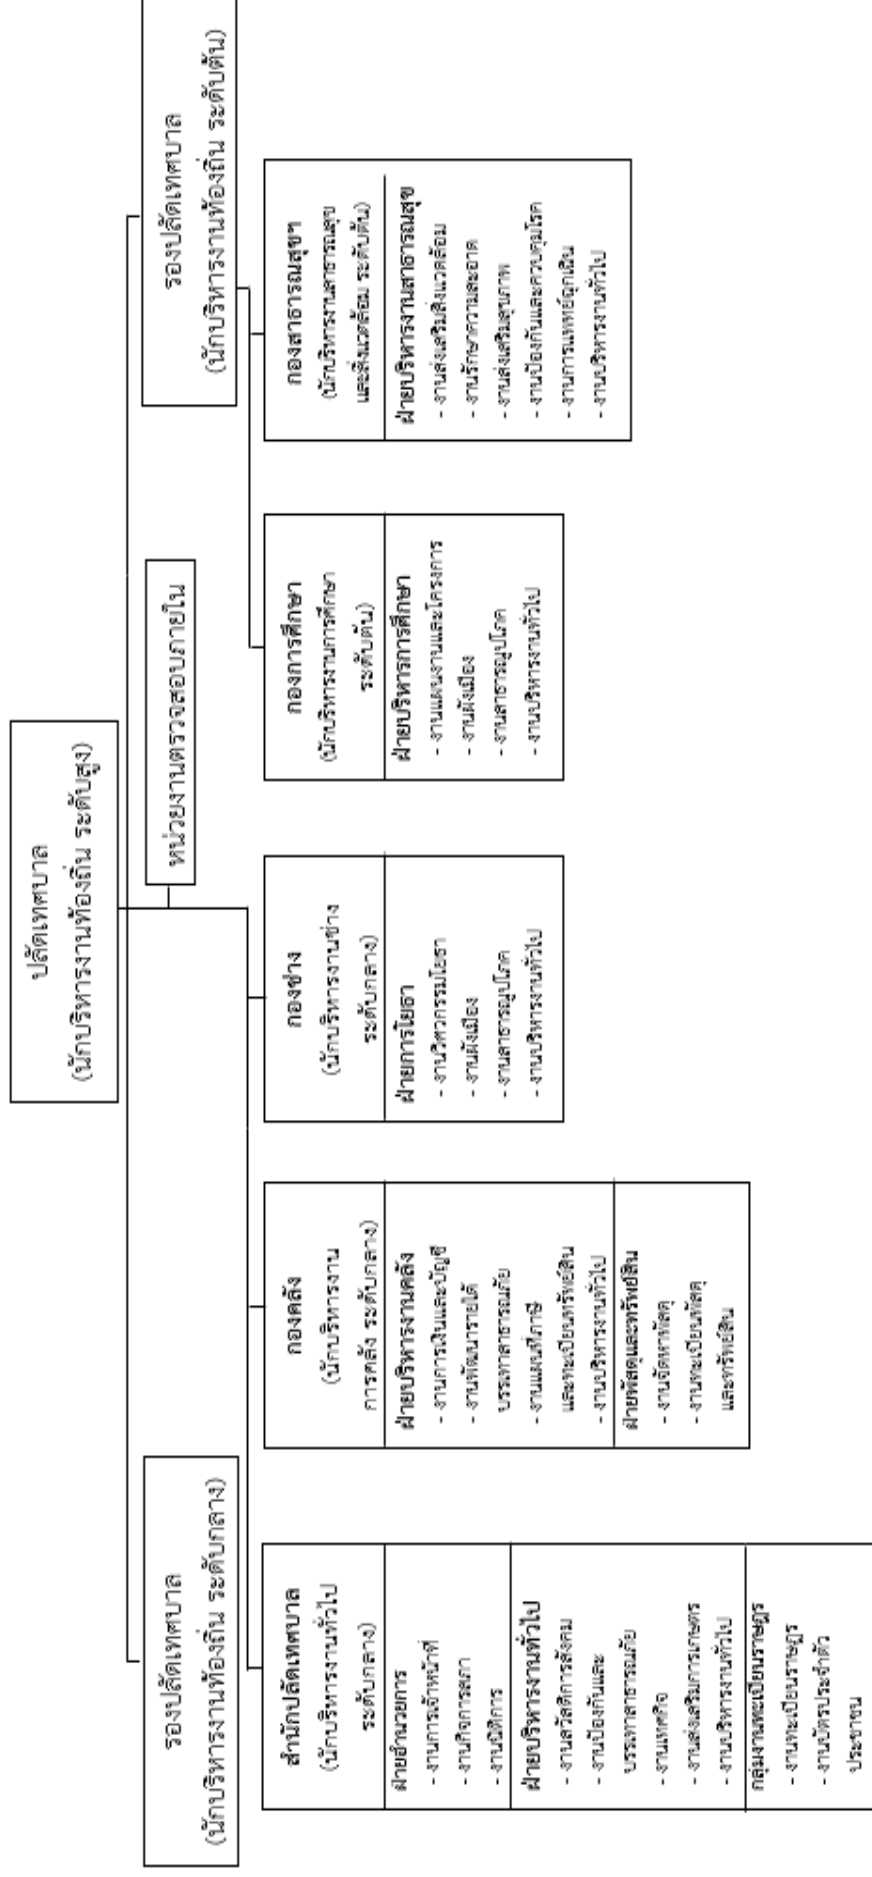 ปลัดเทศบาล
(นักบริหารงานท้องถิ่น ระดับสูง)
รองปลัดเทศบาล
(นักบริหารงานท้องถิ่น ระดับกลาง)
หน่วยงานตรวจสอบภายใน
รองปลัดเทศบาล
(นักบริหารงานท้องถิ่น ระดับต้น)
สำนักปลัดเทศบาล
(นักบริหารงานทั่วไป
ระดับกลาง)
ฝ่ายอำนวยการ
- งานการเจ้าหน้าที่
- งานกิจการสภา
- งานนิติการ
ฝ่ายบริหารงานทั่วไป
- งานสวัสดิการสังคม
- งานป้องกันและ
บรรเทาสาธารณภัย
- งานเทศกิจ
- งานส่งเสริมการเกษตร
- งานบริหารงานทั่วไป
กลุ่มงานทะเบียนราษฎร
- งานทะเบียนราษฎร
- งานบัตรประจำตัว
ประชาชน
กองคลัง
(นักบริหารงาน
การคลัง ระดับกลาง)
ฝ่ายบริหารงานคลัง
- งานการเงินและบัญชี
- งานพัฒนารายได้
บรรเทาสาธารณภัย
- งานแผนที่ภาษี
และทะเบียนทรัพย์สิน
- งานบริหารงานทั่วไป
ฝ่ายพัสดุและทรัพย์สิน
- งานจัดหาพัสดุ
- งานทะเบียนพัสดุ
และทรัพย์สิน
กองช่าง
(นักบริหารงานช่าง
ระดับกลาง)
ฝ่ายการโยธา
- งานวิศวกรรมโยธา
- งานผังเมือง
- งานสาธารณูปโภค
- งานบริหารงานทั่วไป
กองการศึกษา
(นักบริหารงานการศึกษา
ระดับต้น)
ฝ่ายบริหารการศึกษา
- งานแผนงานและโครงการ
- งานผังเมือง
- งานสาธารณูปโภค
- งานบริหารงานทั่วไป
กองสาธารณสุขฯ
(นักบริหารงานสาธารณสุข
และสิ่งแวดล้อม ระดับต้น)
ฝ่ายบริหารงานสาธารณสุข
- งานส่งเสริมสิ่งแวดล้อม
- งานรักษาความสะอาด
- งานส่งเสริมสุขภาพ
- งานป้องกันและควบคุมโรค
- งานการแพทย์ฉุกเฉิน
- งานบริหารงานทั่วไป